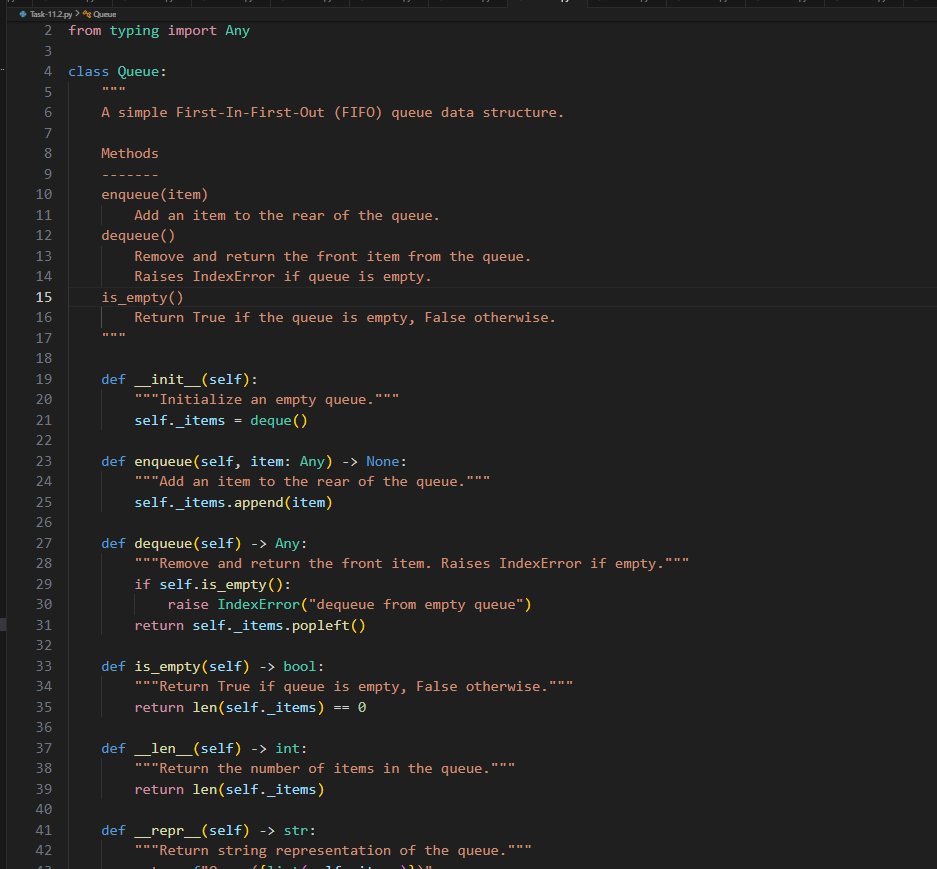 Task-11.2.py > Queue
2 from typing import Any
3
4 class Queue:
5     """
6     A simple First-In-First-Out (FIFO) queue data structure.
7
8     Methods
9     -------
10     enqueue(item)
11         Add an item to the rear of the queue.
12     dequeue()
13         Remove and return the front item from the queue.
14         Raises IndexError if queue is empty.
15     is_empty()
16         Return True if the queue is empty, False otherwise.
17     """
18
19     def __init__(self):
20         """Initialize an empty queue."""
21         self._items = deque()
22
23     def enqueue(self, item: Any) -> None:
24         """Add an item to the rear of the queue."""
25         self._items.append(item)
26
27     def dequeue(self) -> Any:
28         """Remove and return the front item. Raises IndexError if empty."""
29         if self.is_empty():
30             raise IndexError("dequeue from empty queue")
31         return self._items.popleft()
32
33     def is_empty(self) -> bool:
34         """Return True if queue is empty, False otherwise."""
35         return len(self._items) == 0
36
37     def __len__(self) -> int:
38         """Return the number of items in the queue."""
39         return len(self._items)
40
41     def __repr__(self) -> str:
42         """Return string representation of the queue."""